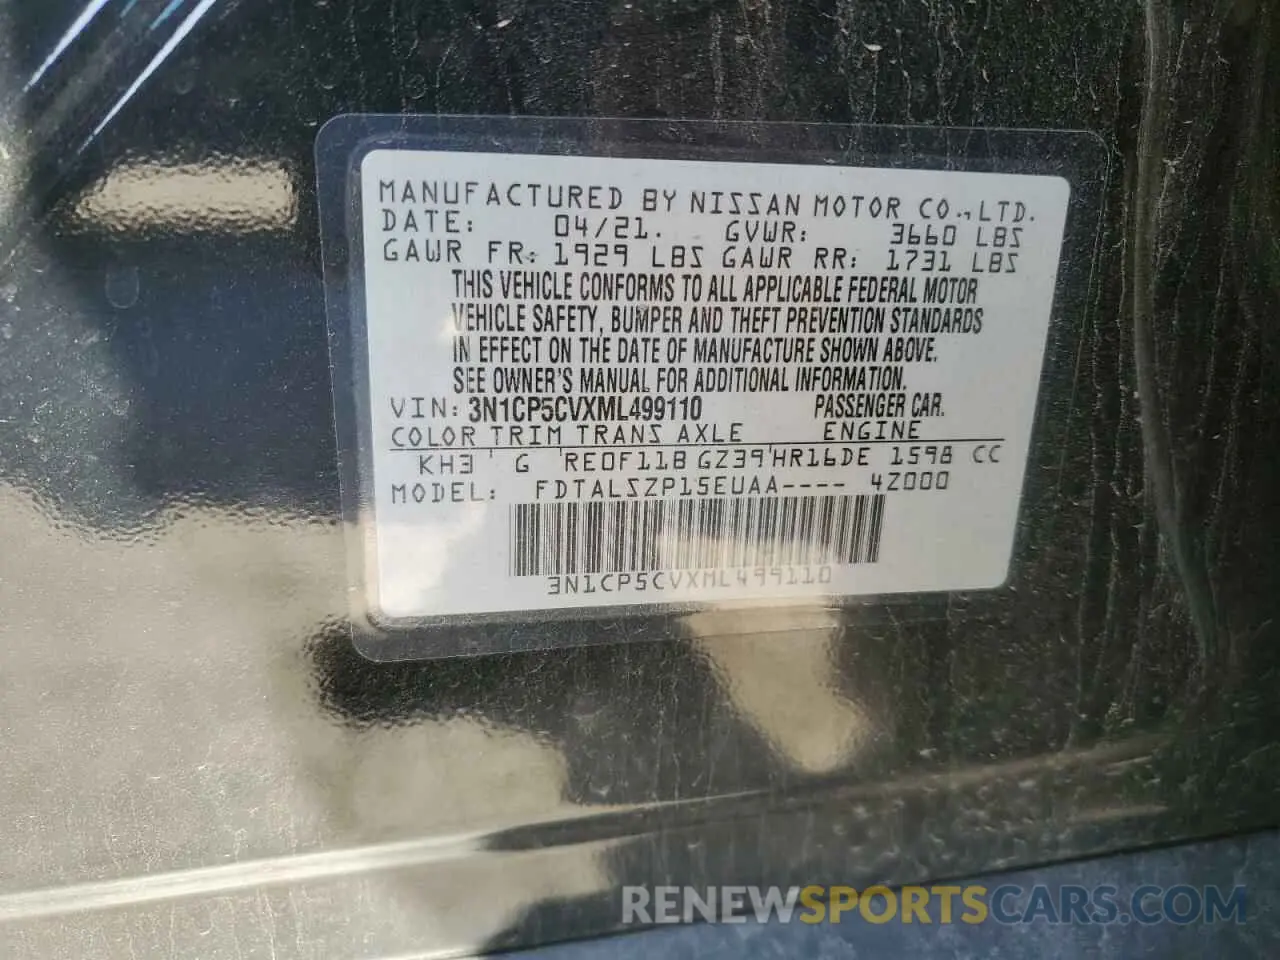 MANUFACTURED BY NISSAN MOTOR CO., LTD.
DATE: 04/21. GVWR: 3660 LBS
GAWR FR: 1929 LBS GAWR RR: 1731 LBS
THIS VEHICLE CONFORMS TO ALL APPLICABLE FEDERAL MOTOR
VEHICLE SAFETY, BUMPER AND THEFT PREVENTION STANDARDS
IN EFFECT ON THE DATE OF MANUFACTURE SHOWN ABOVE.
SEE OWNER'S MANUAL FOR ADDITIONAL INFORMATION.
VIN: 3N1CP5CVXML499110 PASSENGER CAR.
COLOR TRIM TRANS AXLE ENGINE
KH3 G RE0F11B GZ39 HR16DE 1598 CC
MODEL: FDTALSZP15EUAA---- 4Z000
3N1CP5CVXML499110
RENEWSPORTSCARS.COM